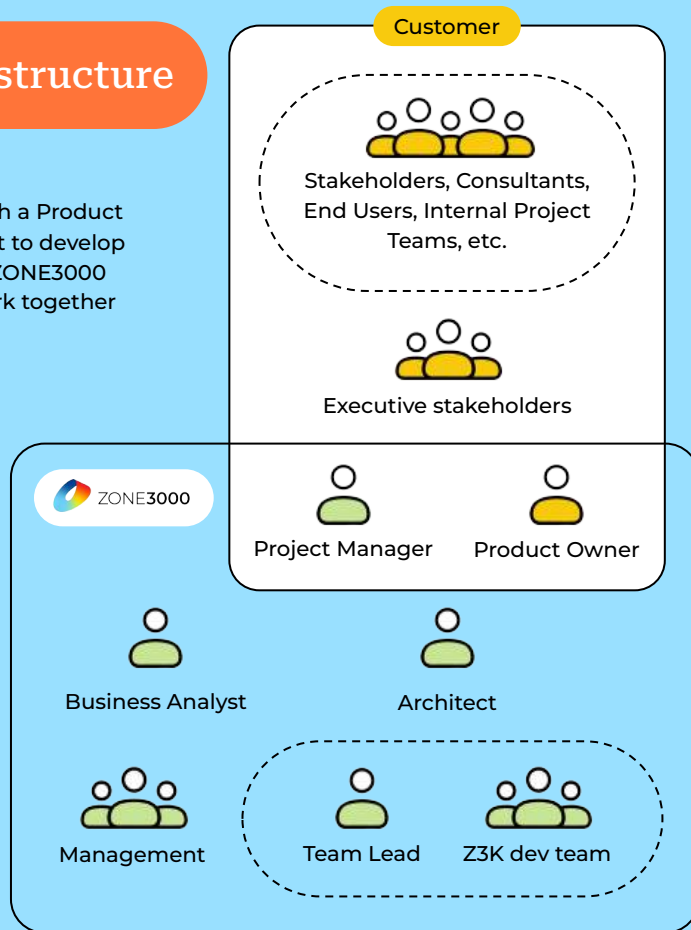 structure
Customer
Stakeholders, Consultants,
End Users, Internal Project
Teams, etc.
h a Product
t to develop
ZONE3000
rk together
Executive stakeholders
ZONE3000
Project Manager
Product Owner
Business Analyst
Architect
Management
Team Lead
Z3K dev team